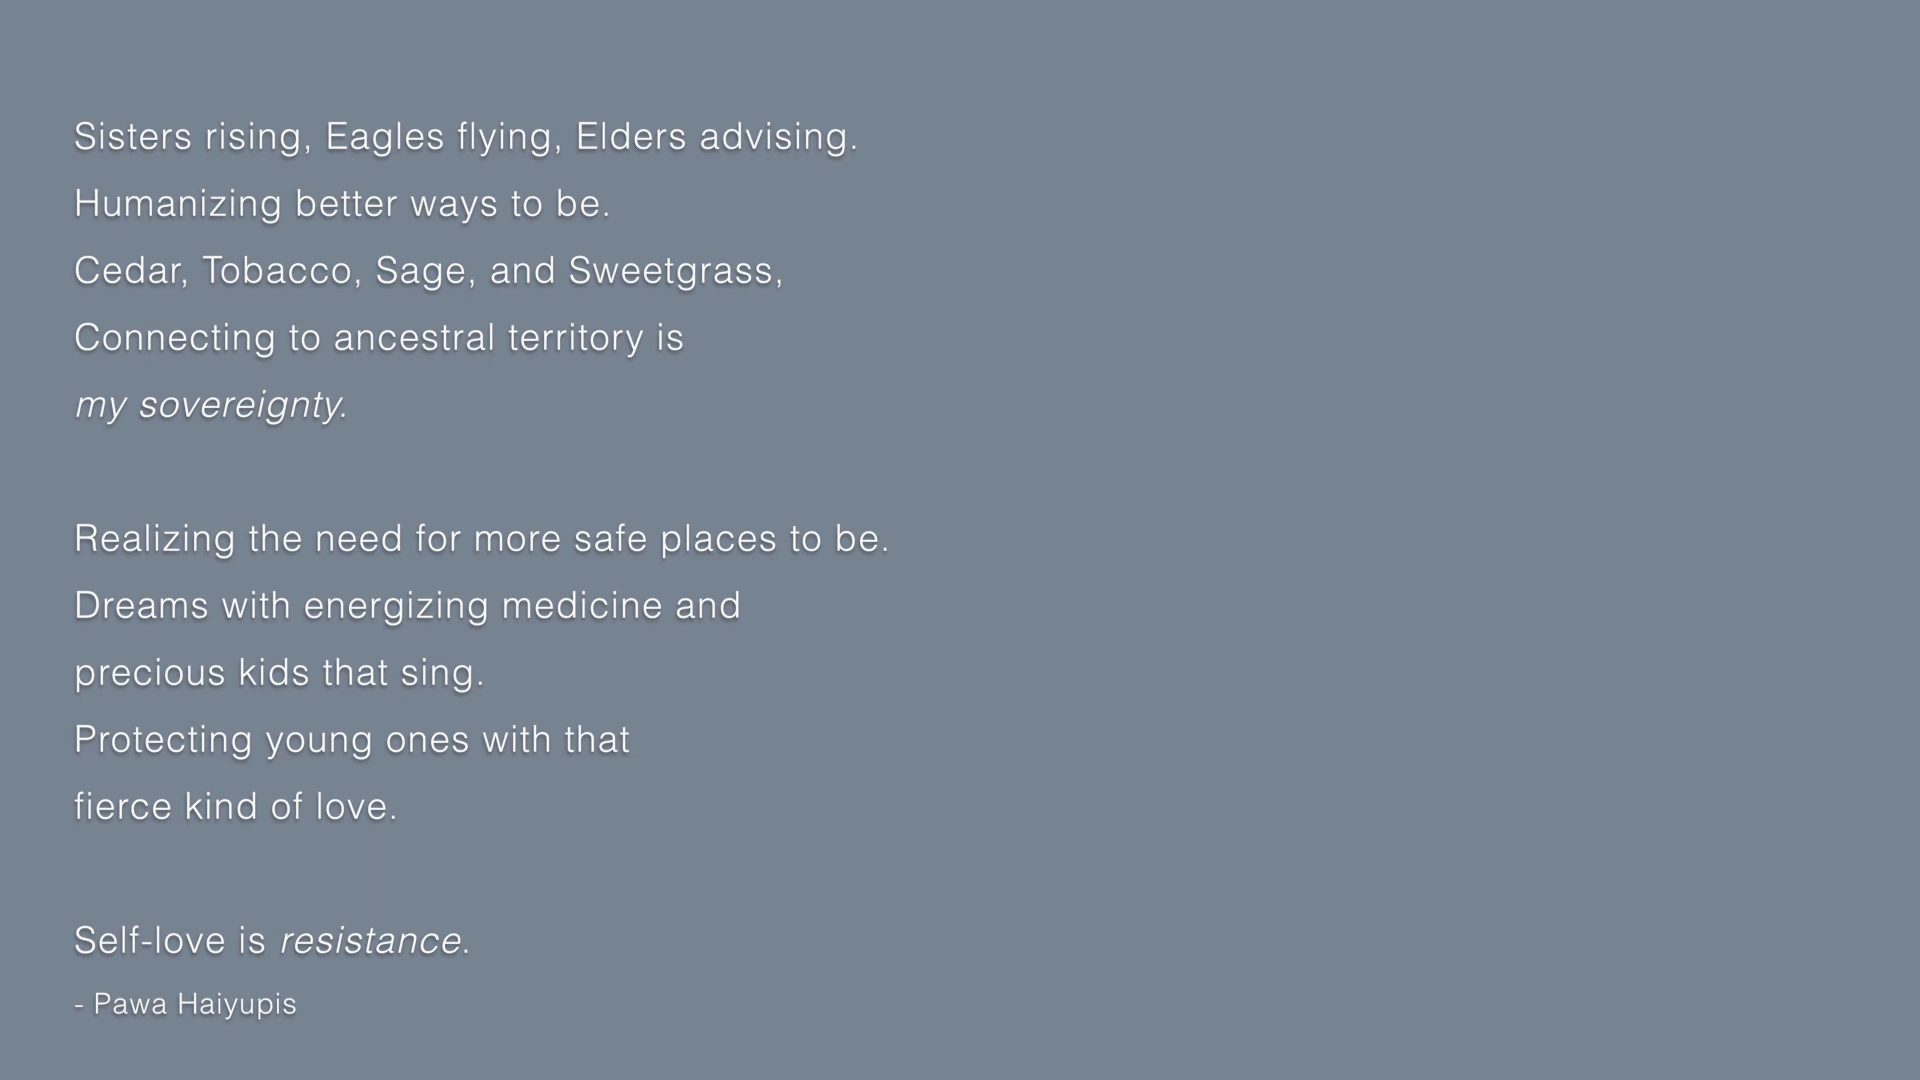 Sisters rising, Eagles flying, Elders advising.
Humanizing better ways to be.
Cedar, Tobacco, Sage, and Sweetgrass,
Connecting to ancestral territory is
my sovereignty.
Realizing the need for more safe places to be.
Dreams with energizing medicine and
precious kids that sing.
Protecting young ones with that
fierce kind of love.
Self-love is resistance.
- Pawa Haiyupis